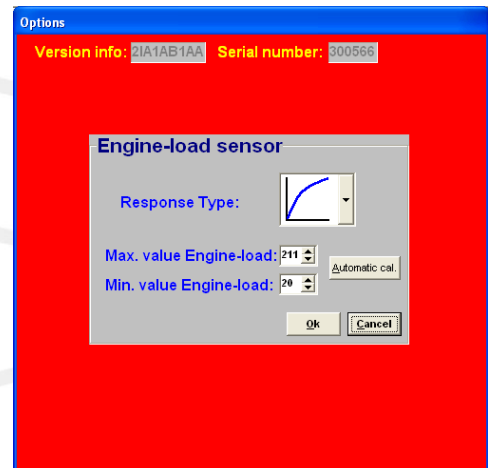 Options
Version info: 2IA1AB1AA Serial number: 300566
Engine-load sensor
Response Type:
Max. value Engine-load: 211
Automatic cal.
Min. value Engine-load: 20
Ok Cancel